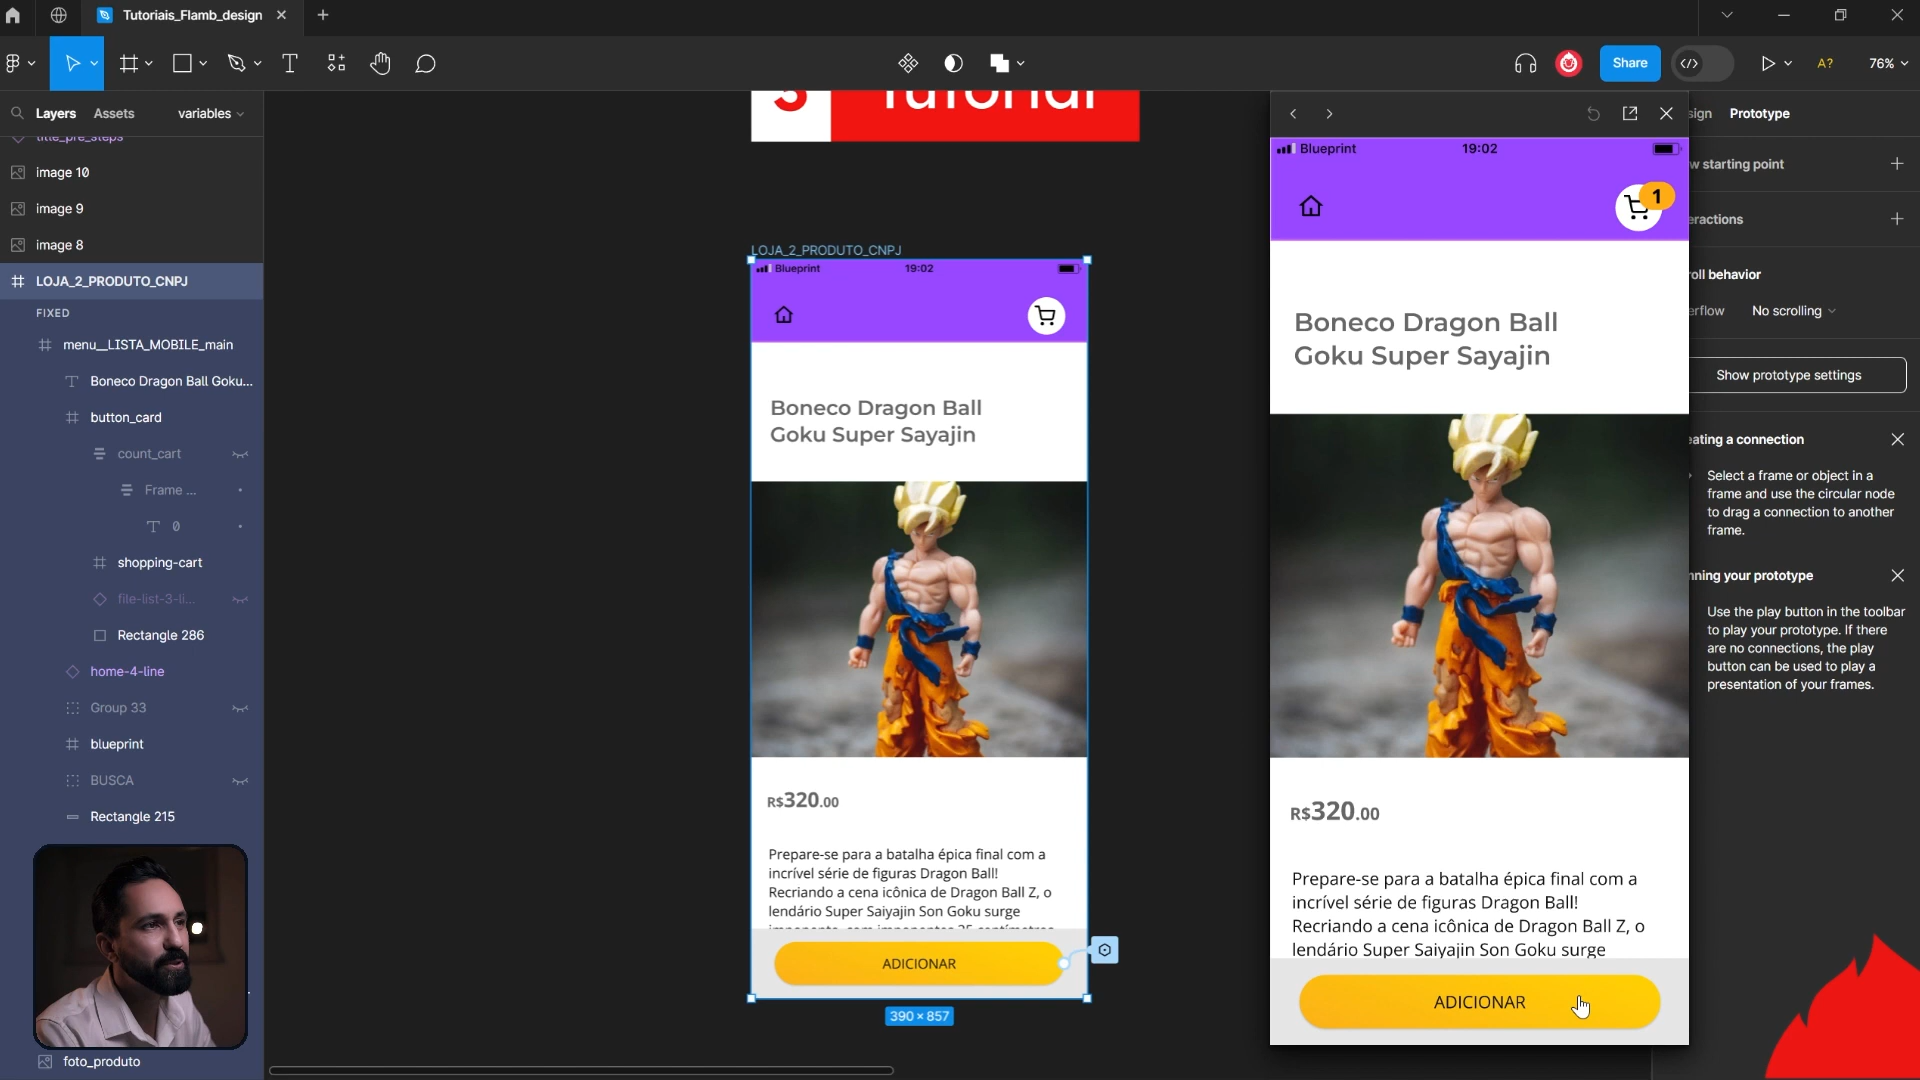 Tutoriais_Flamb_design
Share
A?
76%
Layers
Assets
variables
title_pre_steps
image 10
image 9
image 8
LOJA_2_PRODUTO_CNPJ
FIXED
menu__LISTA_MOBILE_main
Boneco Dragon Ball Goku...
button_card
count_cart
Frame ...
0
shopping-cart
file-list-3-li...
Rectangle 286
home-4-line
Group 33
blueprint
BUSCA
Rectangle 215
foto_produto
5
Tutorial
LOJA_2_PRODUTO_CNPJ
Blueprint
19:02
Boneco Dragon Ball
Goku Super Sayajin
R$320.00
Prepare-se para a batalha épica final com a
incrível série de figuras Dragon Ball!
Recriando a cena icônica de Dragon Ball Z, o
lendário Super Saiyajin Son Goku surge
ADICIONAR
390 × 857
Blueprint
19:02
1
Boneco Dragon Ball
Goku Super Sayajin
R$320.00
Prepare-se para a batalha épica final com a
incrível série de figuras Dragon Ball!
Recriando a cena icônica de Dragon Ball Z, o
lendário Super Saiyajin Son Goku surge
ADICIONAR
sign
Prototype
w starting point
eractions
roll behavior
erflow
No scrolling
Show prototype settings
eating a connection
Select a frame or object in a
frame and use the circular node
to drag a connection to another
frame.
nning your prototype
Use the play button in the toolbar
to play your prototype. If there
are no connections, the play
button can be used to play a
presentation of your frames.